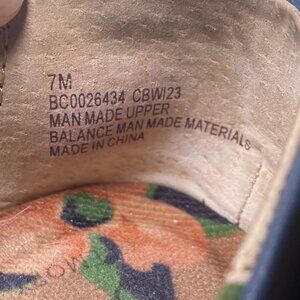 7M
BC0026434 CBWI23
MAN MADE UPPER
BALANCE MAN MADE MATERIALS
MADE IN CHINA